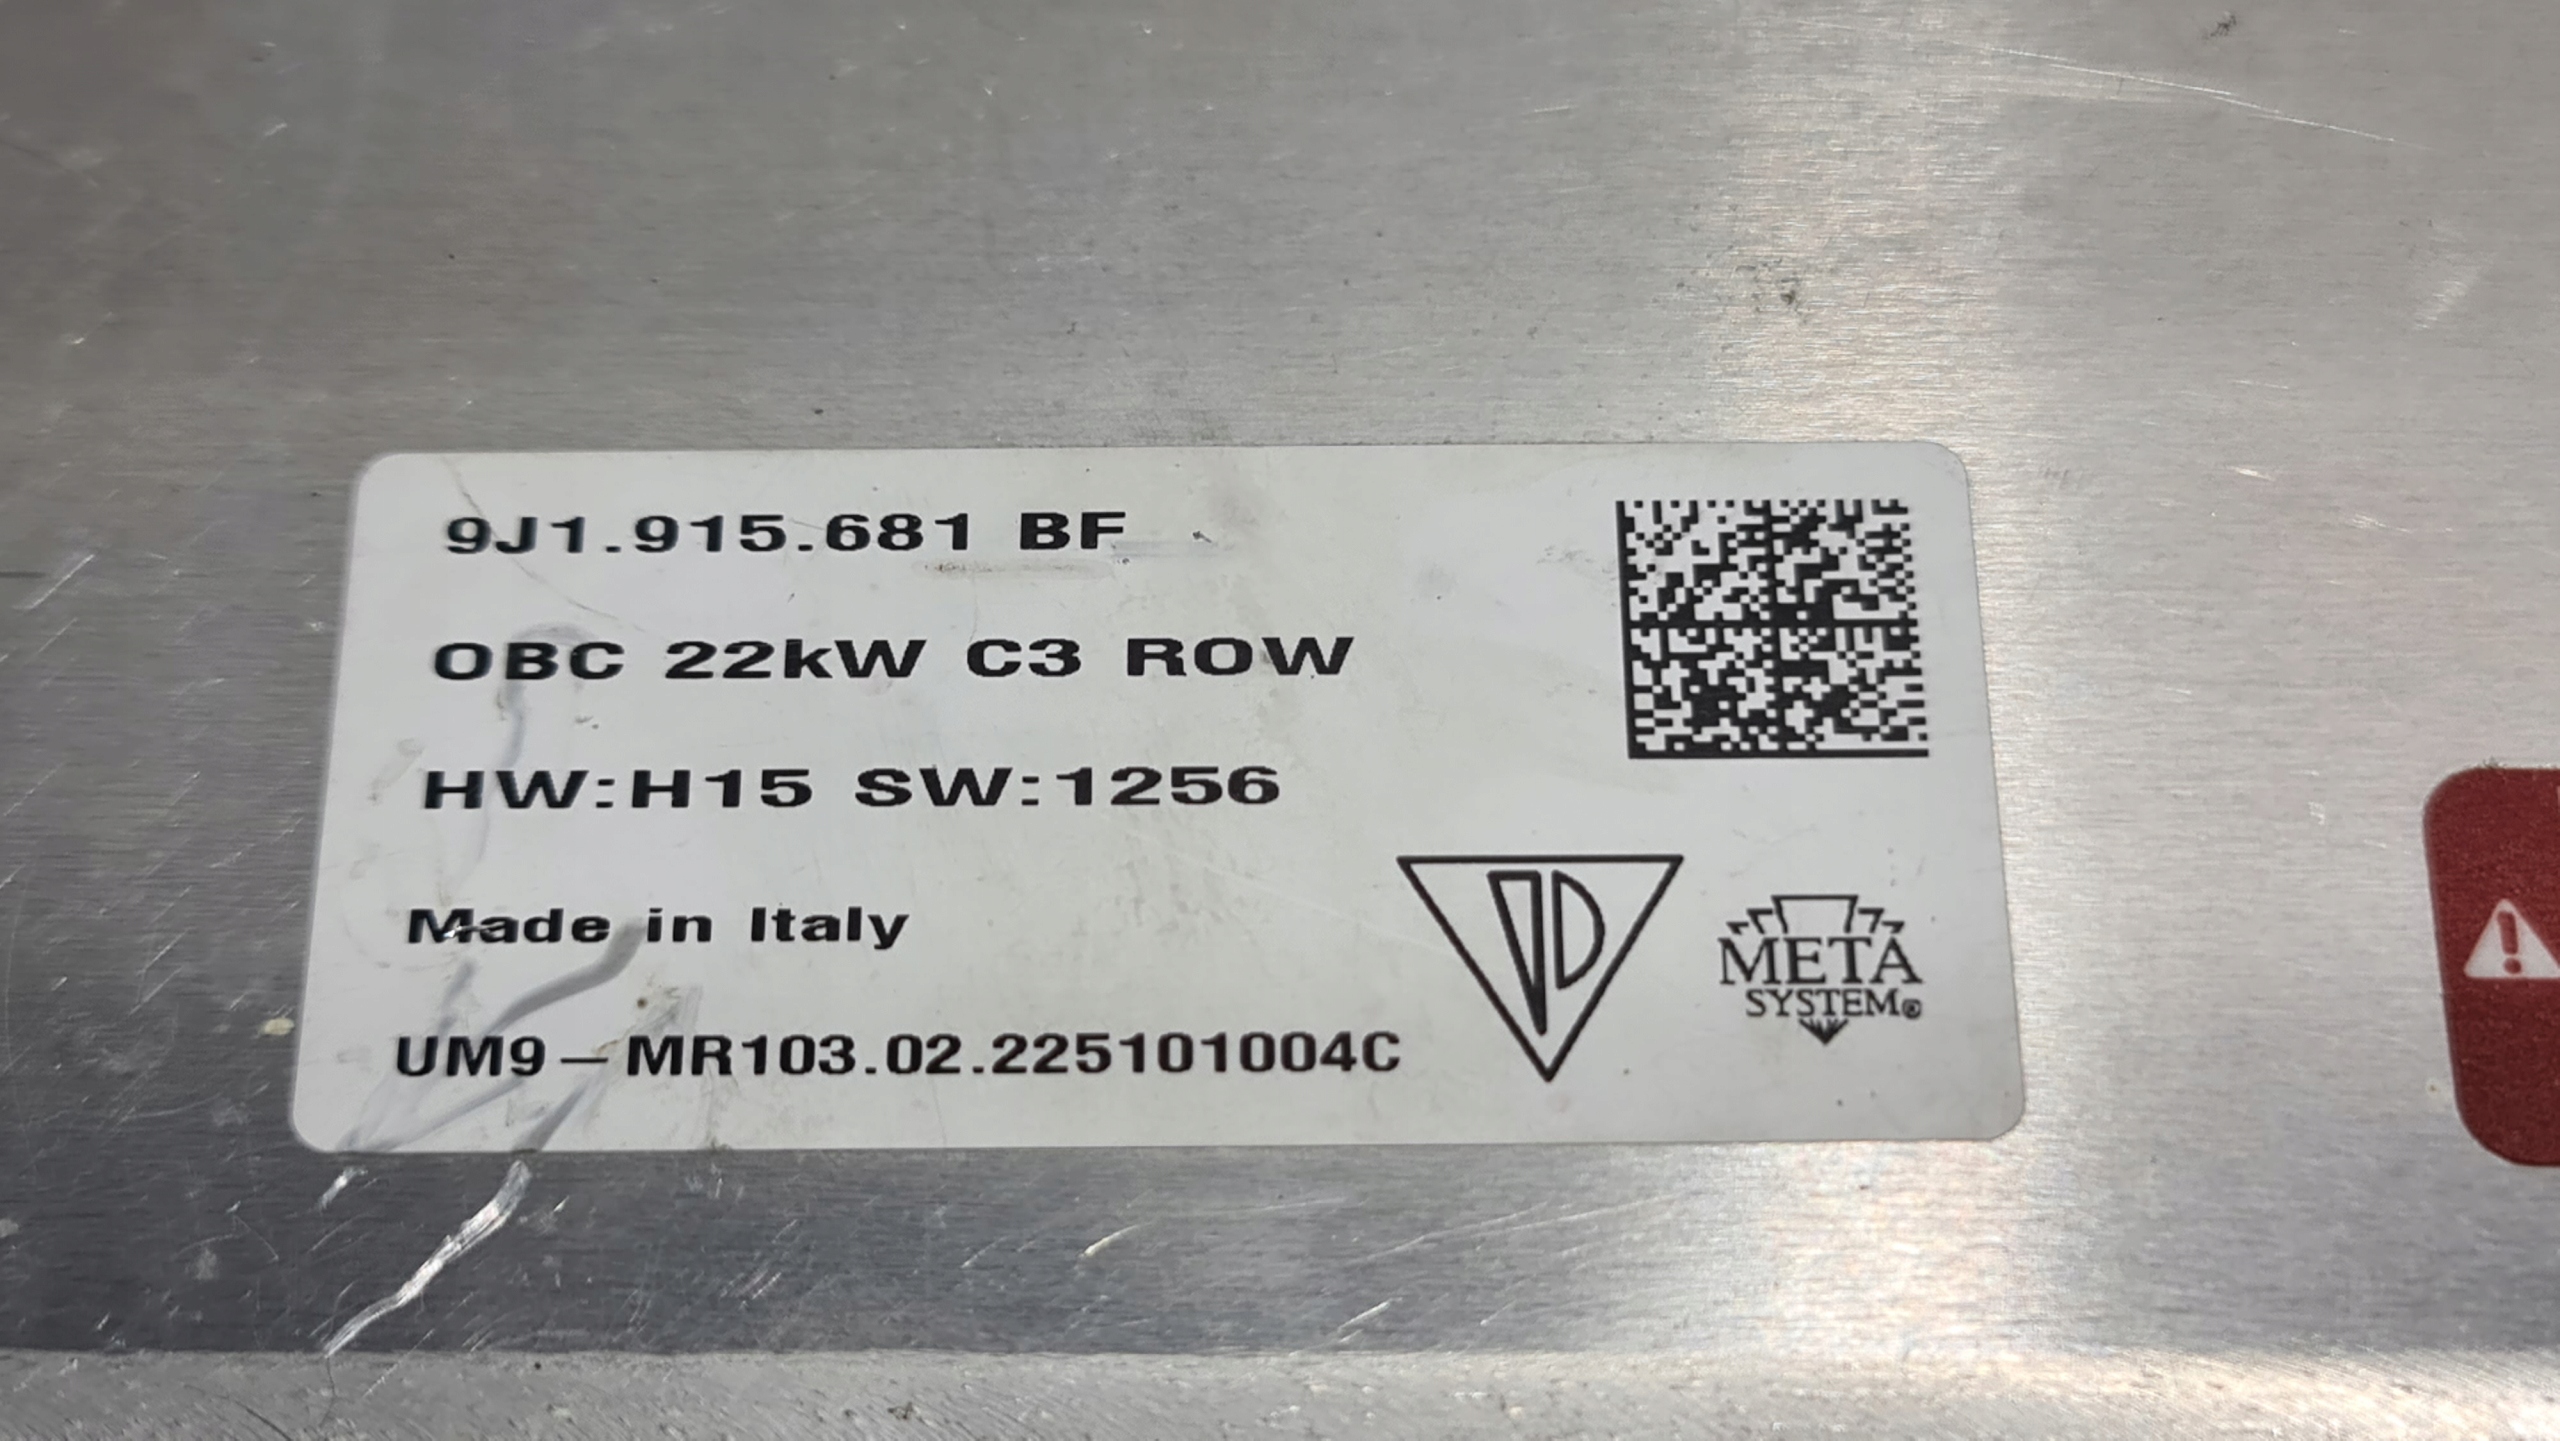 9J1.915.681 BF
OBC 22kW C3 ROW
HW:H15 SW:1256
Made in Italy
UM9–MR103.02.225101004C
META
SYSTEM®